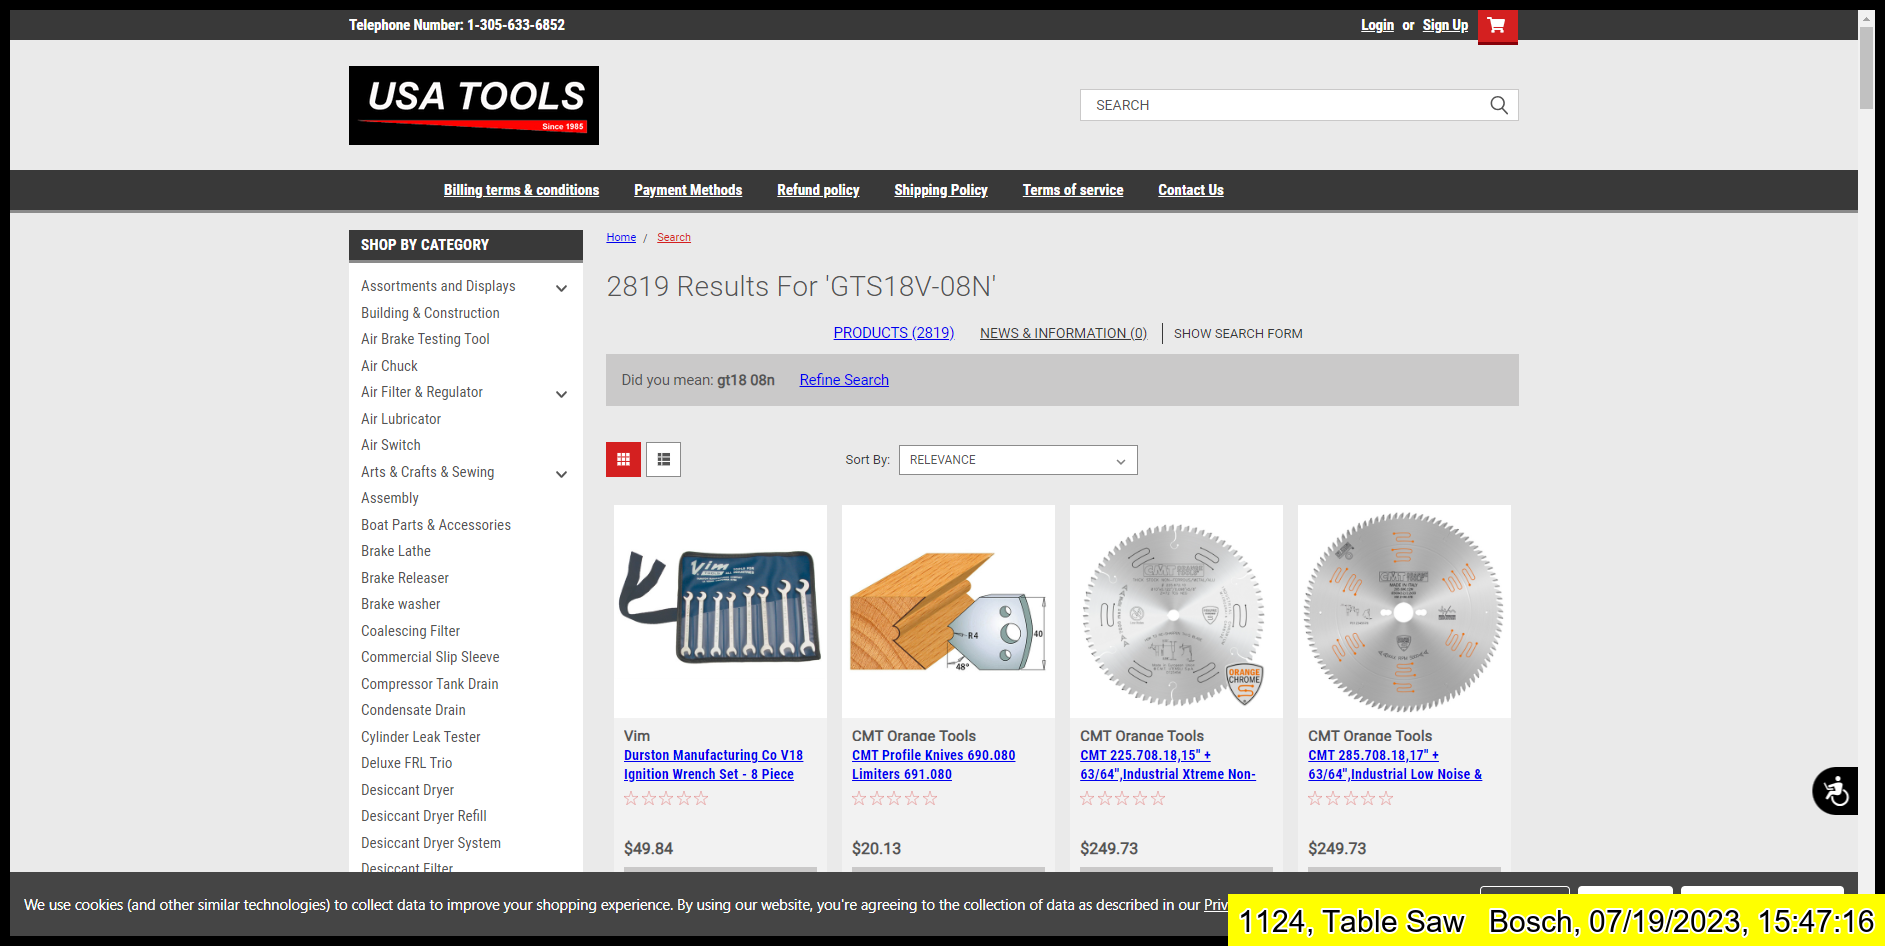 Telephone Number: 1-305-633-6852
Login or Sign Up
USA TOOLS
Since 1985
SEARCH
Billing terms & conditions Payment Methods Refund policy Shipping Policy Terms of service Contact Us
SHOP BY CATEGORY
Assortments and Displays
Building & Construction
Air Brake Testing Tool
Air Chuck
Air Filter & Regulator
Air Lubricator
Air Switch
Arts & Crafts & Sewing
Assembly
Boat Parts & Accessories
Brake Lathe
Brake Releaser
Brake washer
Coalescing Filter
Commercial Slip Sleeve
Compressor Tank Drain
Condensate Drain
Cylinder Leak Tester
Deluxe FRL Trio
Desiccant Dryer
Desiccant Dryer Refill
Desiccant Dryer System
Desiccant Filter
Home / Search
2819 Results For 'GTS18V-08N'
PRODUCTS (2819) NEWS & INFORMATION (0) SHOW SEARCH FORM
Did you mean: gt18 08n Refine Search
Sort By: RELEVANCE
Vim
R4
40
48°
CMT
ORANGE
CHROME
CMT
Vim
Durston Manufacturing Co V18
Ignition Wrench Set - 8 Piece
$49.84
CMT Orange Tools
CMT Profile Knives 690.080
Limiters 691.080
$20.13
CMT Orange Tools
CMT 225.708.18,15" +
63/64",Industrial Xtreme Non-
$249.73
CMT Orange Tools
CMT 285.708.18,17" +
63/64",Industrial Low Noise &
$249.73
We use cookies (and other similar technologies) to collect data to improve your shopping experience. By using our website, you're agreeing to the collection of data as described in our Priv
1124, Table Saw Bosch, 07/19/2023, 15:47:16